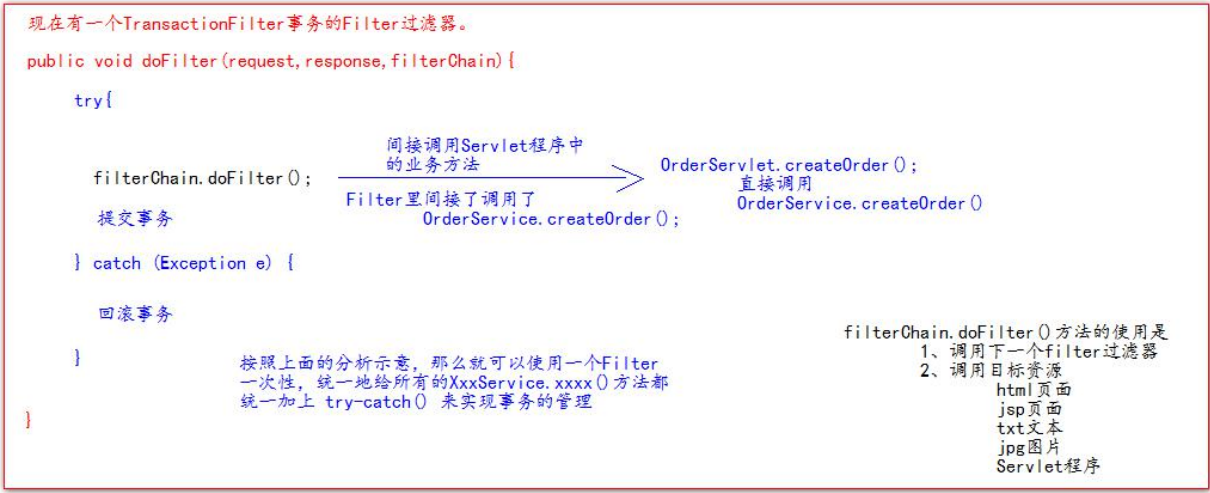 现在有一个TransactionFilter事务的Filter过滤器。
public void doFilter(request,response,filterChain){
try{
间接调用Servlet程序中
的业务方法
filterChain.doFilter();
OrderServlet.createOrder();
直接调用
OrderService.createOrder()
Filter里间接了调用了
OrderService.createOrder();
提交事务
} catch (Exception e) {
回滚事务
}
按照上面的分析示意，那么就可以使用一个Filter
一次性，统一地给所有的XxxService.xxxx()方法都
统一加上 try-catch() 来实现事务的管理
}
filterChain.doFilter()方法的使用是
1、调用下一个filter过滤器
2、调用目标资源
html页面
jsp页面
txt文本
jpg图片
Servlet程序